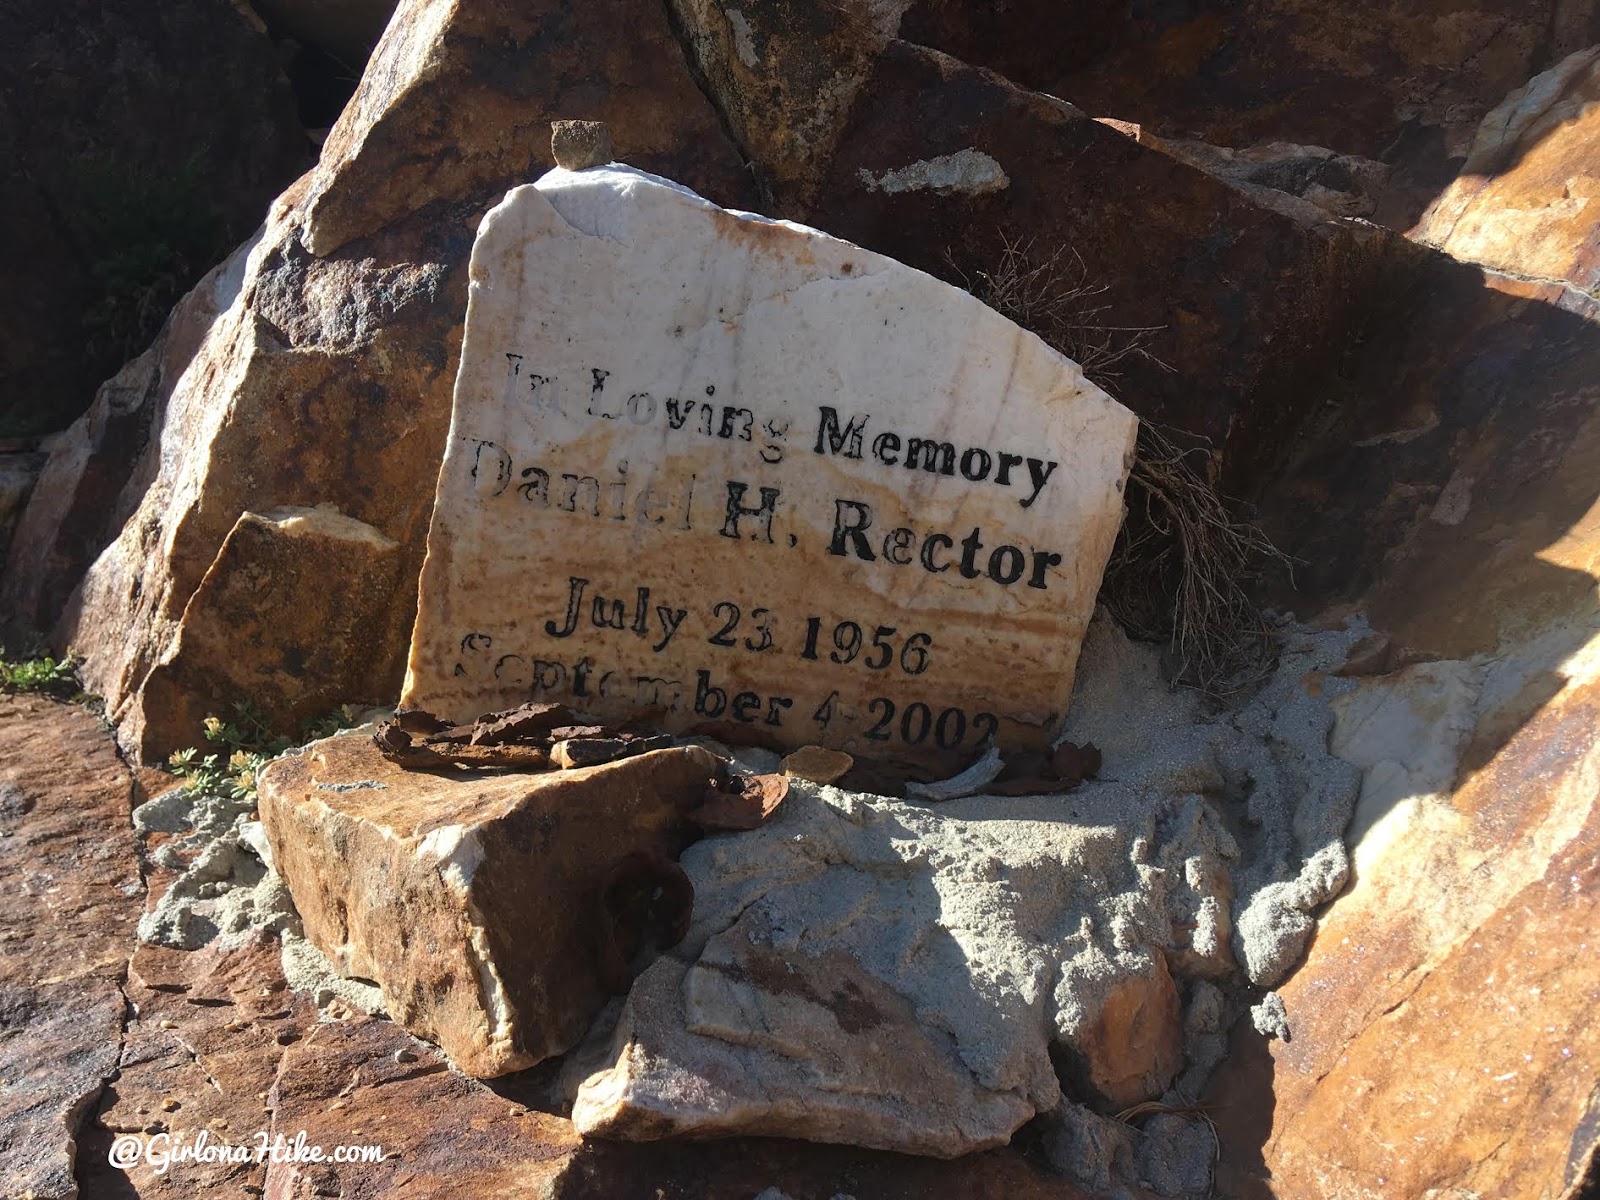 In Loving Memory
Daniel H. Rector
July 23 1956
September 4 2002
@GirlonaHike.com